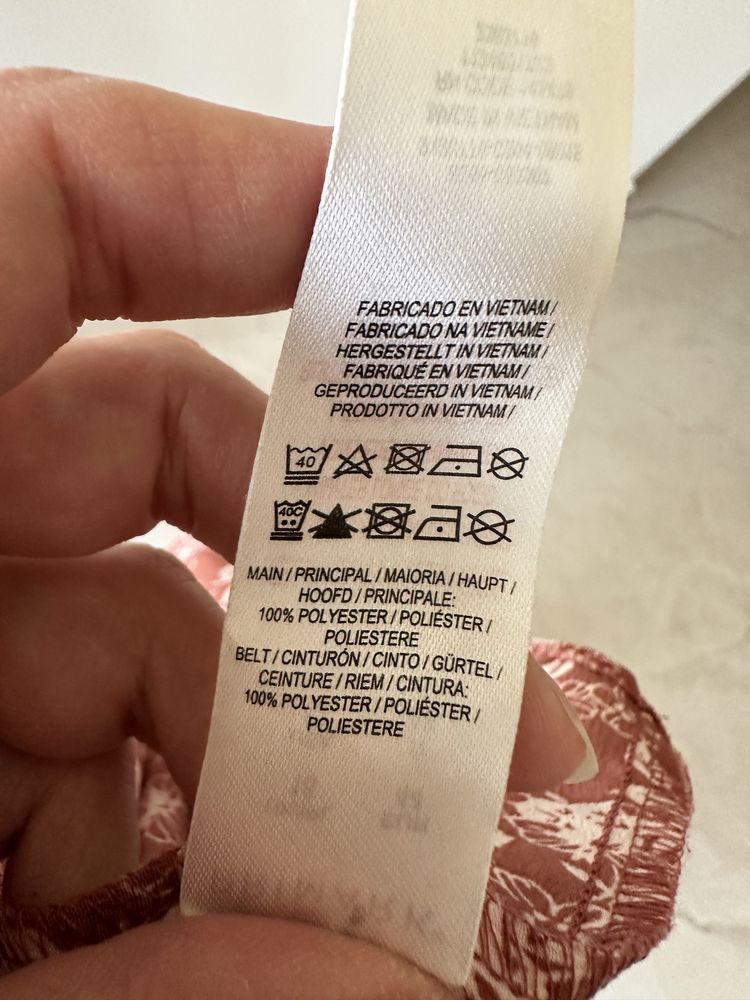 FABRICADO EN VIETNAM /
FABRICADO NA VIETNAME /
HERGESTELLT IN VIETNAM /
FABRIQUÉ EN VIETNAM /
GEPRODUCEERD IN VIETNAM /
PRODOTTO IN VIETNAM /
40
40C
MAIN / PRINCIPAL / MAIORIA / HAUPT /
HOOFD / PRINCIPALE:
100% POLYESTER / POLIÉSTER /
POLIESTERE
BELT / CINTURÓN / CINTO / GÜRTEL /
CEINTURE / RIEM / CINTURA:
100% POLYESTER / POLIÉSTER /
POLIESTERE